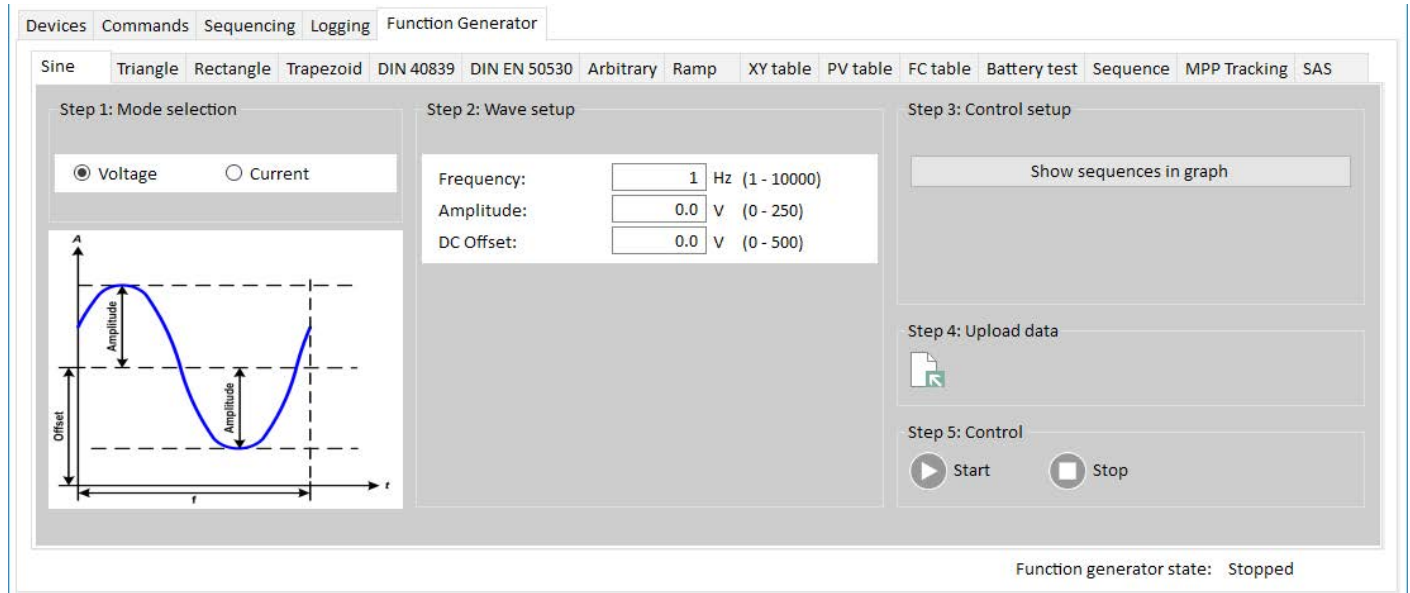 Devices Commands Sequencing Logging Function Generator
Sine Triangle Rectangle Trapezoid DIN 40839 DIN EN 50530 Arbitrary Ramp XY table PV table FC table Battery test Sequence MPP Tracking SAS
Step 1: Mode selection
Voltage Current
A
Amplitude
Amplitude
Offset
t
f
Step 2: Wave setup
Frequency: 1 Hz (1 - 10000)
Amplitude: 0.0 V (0 - 250)
DC Offset: 0.0 V (0 - 500)
Step 3: Control setup
Show sequences in graph
Step 4: Upload data
Step 5: Control
Start Stop
Function generator state: Stopped